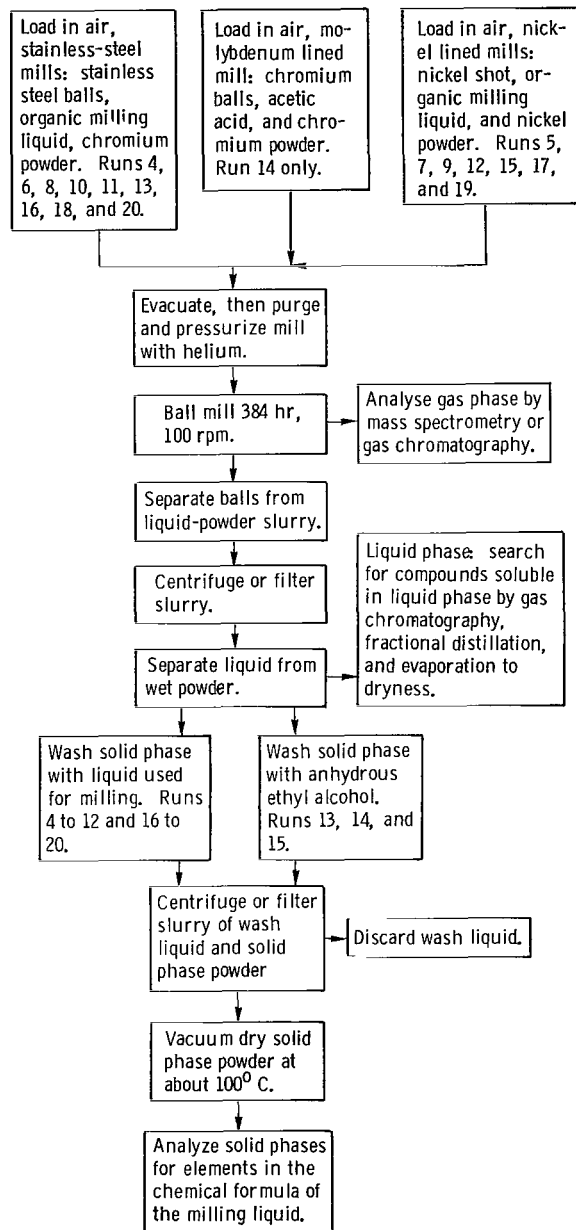 Load in air,
stainless-steel
mills: stainless
steel balls,
organic milling
liquid, chromium
powder. Runs 4,
6, 8, 10, 11, 13,
16, 18, and 20.
Load in air, mo-
lybdenum lined
mill: chromium
balls, acetic
acid, and chro-
mium powder.
Run 14 only.
Load in air, nick-
el lined mills:
nickel shot, or-
ganic milling
liquid, and nickel
powder. Runs 5,
7, 9, 12, 15, 17,
and 19.
Evacuate, then purge
and pressurize mill
with helium.
Ball mill 384 hr,
100 rpm.
Analyse gas phase by
mass spectrometry or
gas chromatography.
Separate balls from
liquid-powder slurry.
Centrifuge or filter
slurry.
Liquid phase: search
for compounds soluble
in liquid phase by gas
chromatography,
fractional distillation,
and evaporation to
dryness.
Separate liquid from
wet powder.
Wash solid phase
with liquid used
for milling. Runs
4 to 12 and 16 to
20.
Wash solid phase
with anhydrous
ethyl alcohol.
Runs 13, 14, and
15.
Centrifuge or filter
slurry of wash
liquid and solid
phase powder
Discard wash liquid.
Vacuum dry solid
phase powder at
about 100⁰ C.
Analyze solid phases
for elements in the
chemical formula of
the milling liquid.